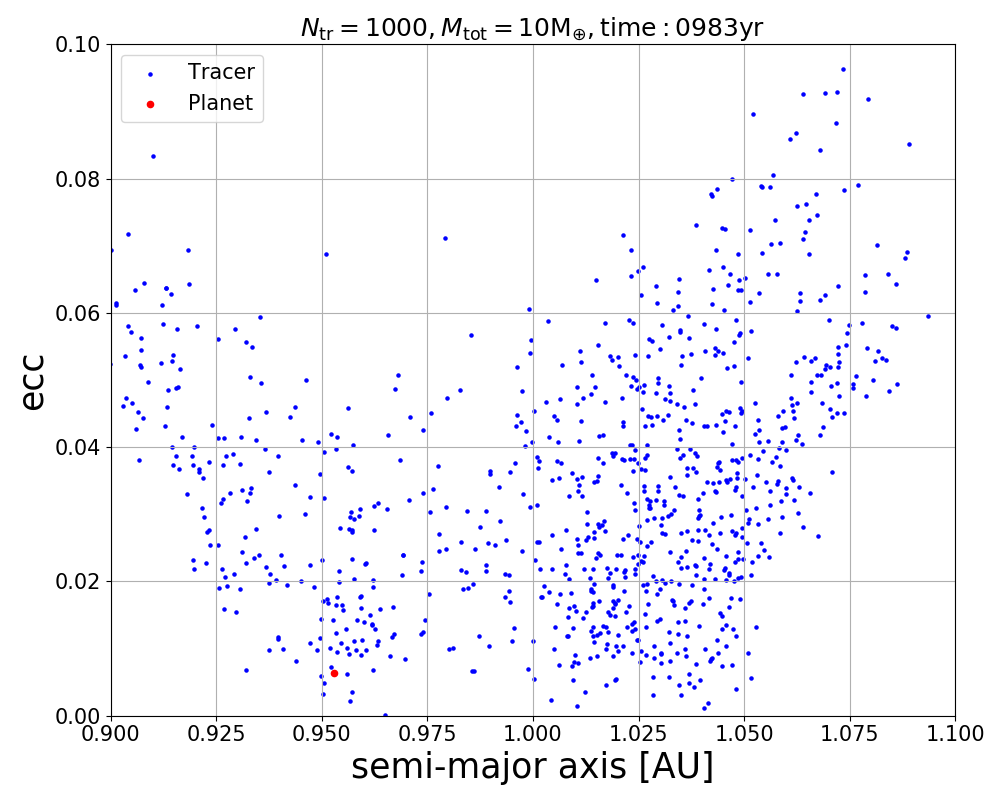 N_tr = 1000, M_tot = 10M_⊕, time : 0983yr
0.10
0.08
0.06
0.04
0.02
0.00
ecc
Tracer
Planet
0.900 0.925 0.950 0.975 1.000 1.025 1.050 1.075 1.100
semi-major axis [AU]